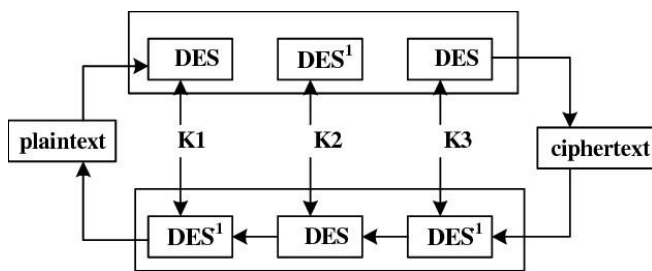 DES DES¹ DES
plaintext K1 K2 K3 ciphertext
DES¹ DES DES¹